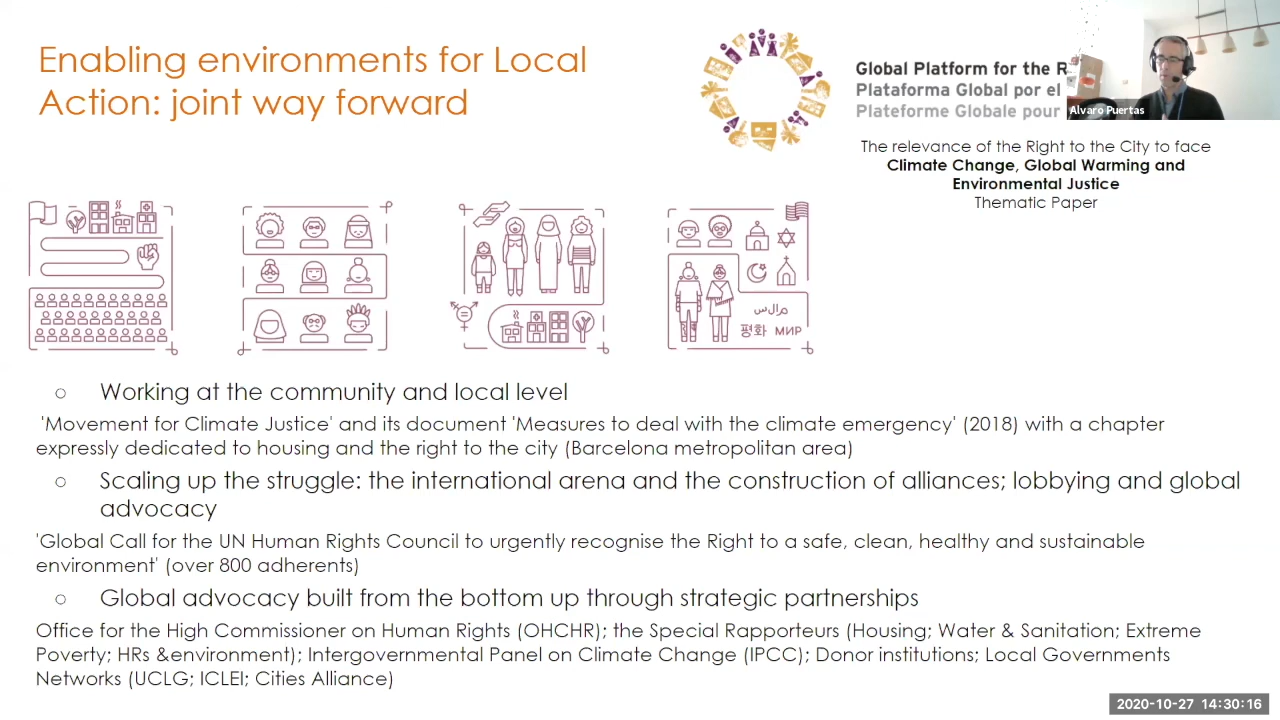 Enabling environments for Local
Action: joint way forward
Global Platform for the R
Plataforma Global por el
Plateforme Globale pour
Alvaro Puertas
The relevance of the Right to the City to face
Climate Change, Global Warming and
Environmental Justice
Thematic Paper
평화 мир
○ Working at the community and local level
'Movement for Climate Justice' and its document 'Measures to deal with the climate emergency' (2018) with a chapter
expressly dedicated to housing and the right to the city (Barcelona metropolitan area)
○ Scaling up the struggle: the international arena and the construction of alliances; lobbying and global
advocacy
'Global Call for the UN Human Rights Council to urgently recognise the Right to a safe, clean, healthy and sustainable
environment' (over 800 adherents)
○ Global advocacy built from the bottom up through strategic partnerships
Office for the High Commissioner on Human Rights (OHCHR); the Special Rapporteurs (Housing; Water & Sanitation; Extreme
Poverty; HRs &environment); Intergovernmental Panel on Climate Change (IPCC); Donor institutions; Local Governments
Networks (UCLG; ICLEI; Cities Alliance)
2020-10-27 14:30:16